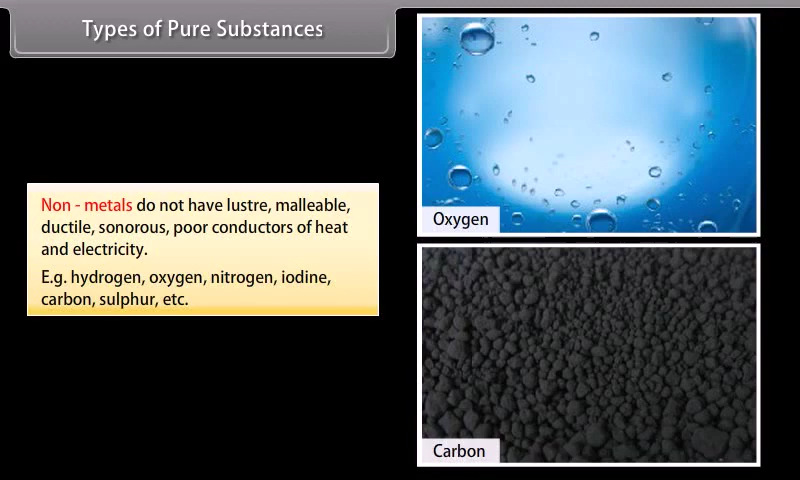 Types of Pure Substances
Non - metals do not have lustre, malleable,
ductile, sonorous, poor conductors of heat
and electricity.
E.g. hydrogen, oxygen, nitrogen, iodine,
carbon, sulphur, etc.
Oxygen
Carbon